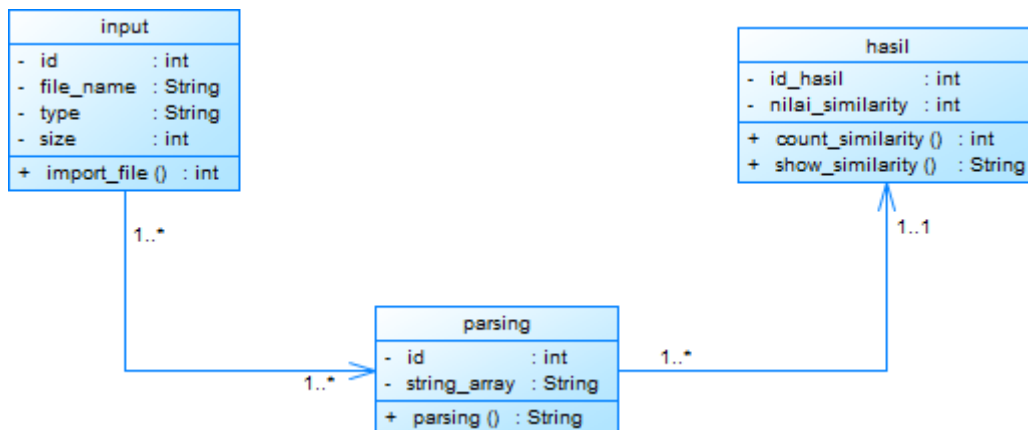 input
- id : int
- file_name : String
- type : String
- size : int
+ import_file () : int
1..*
hasil
- id_hasil : int
- nilai_similarity : int
+ count_similarity () : int
+ show_similarity () : String
1..1
parsing
- id : int
- string_array : String
+ parsing () : String
1..*
1..*